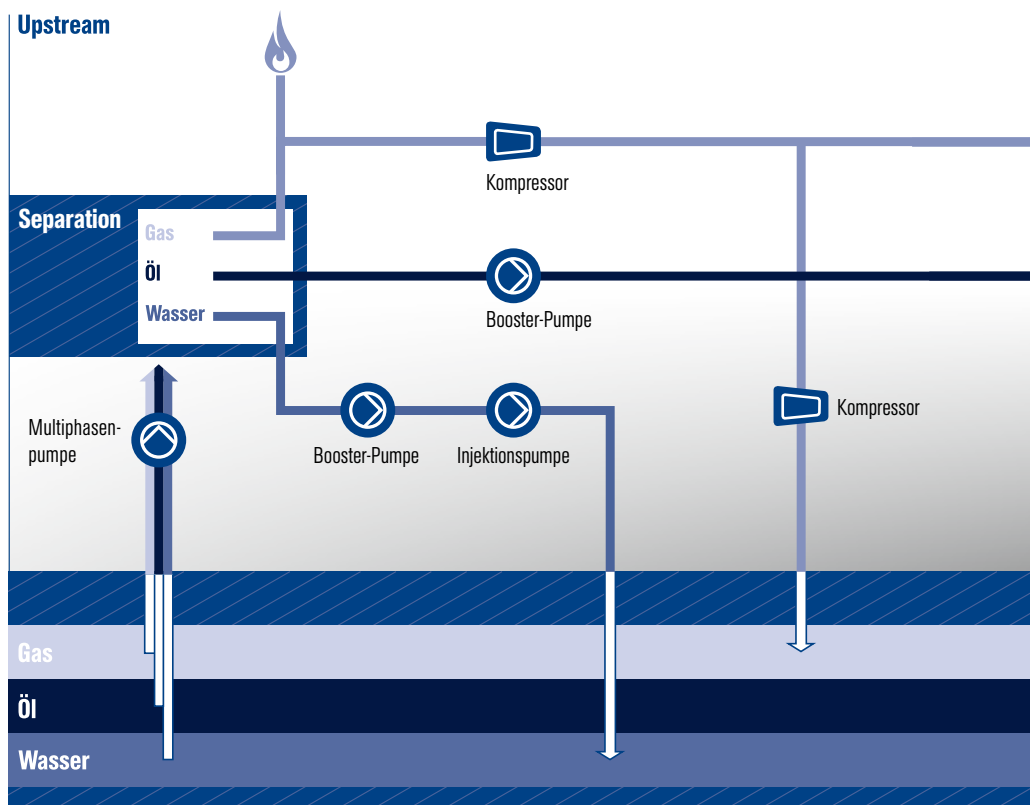 Upstream
Kompressor
Separation
Gas
Öl
Wasser
Booster-Pumpe
Multiphasen-
pumpe
Booster-Pumpe
Injektionspumpe
Kompressor
Gas
Öl
Wasser